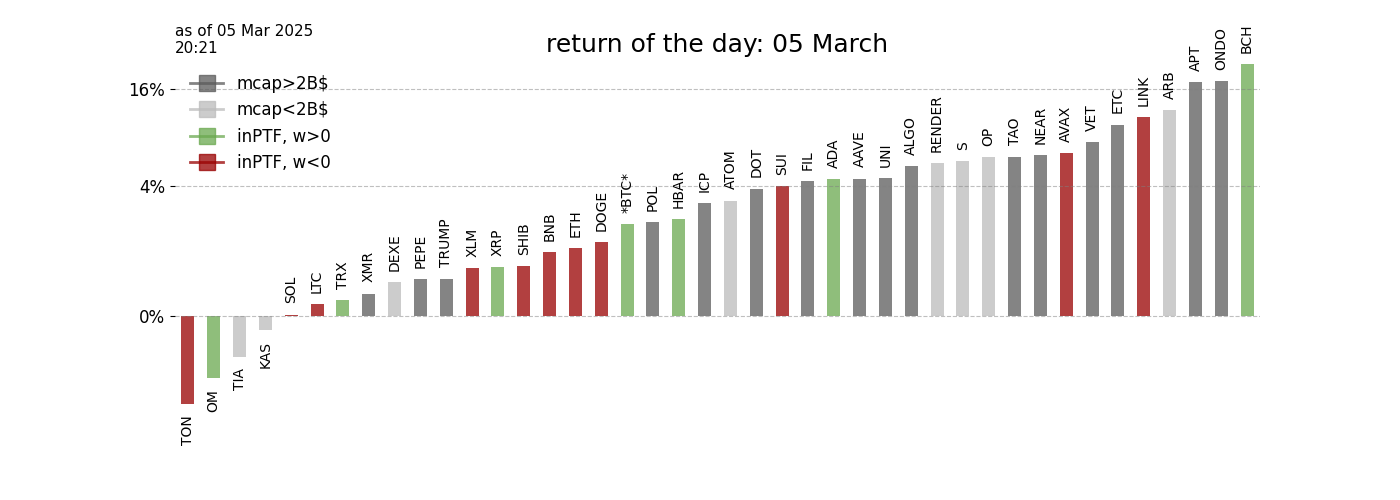 as of 05 Mar 2025
20:21
return of the day: 05 March
mcap>2B$
mcap<2B$
inPTF, w>0
inPTF, w<0
16%
4%
0%
TON
OM
TIA
KAS
SOL
LTC
TRX
XMR
DEXE
PEPE
TRUMP
XLM
XRP
SHIB
BNB
ETH
DOGE
*BTC*
POL
HBAR
ICP
ATOM
DOT
SUI
FIL
ADA
AAVE
UNI
ALGO
RENDER
S
OP
TAO
NEAR
AVAX
VET
ETC
LINK
ARB
APT
ONDO
BCH